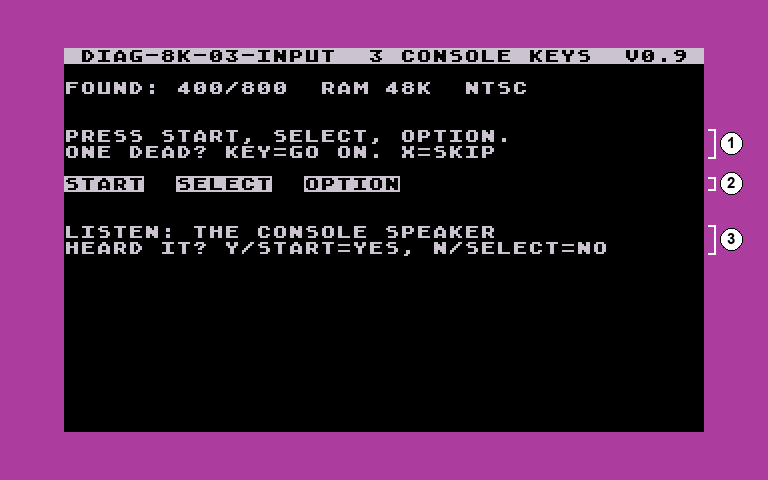 DIAG-8K-03-INPUT  3 CONSOLE KEYS  V0.9
FOUND: 400/800  RAM 48K  NTSC
PRESS START, SELECT, OPTION.
ONE DEAD? KEY=GO ON. X=SKIP
1
START  SELECT  OPTION
2
LISTEN: THE CONSOLE SPEAKER
HEARD IT? Y/START=YES, N/SELECT=NO
3